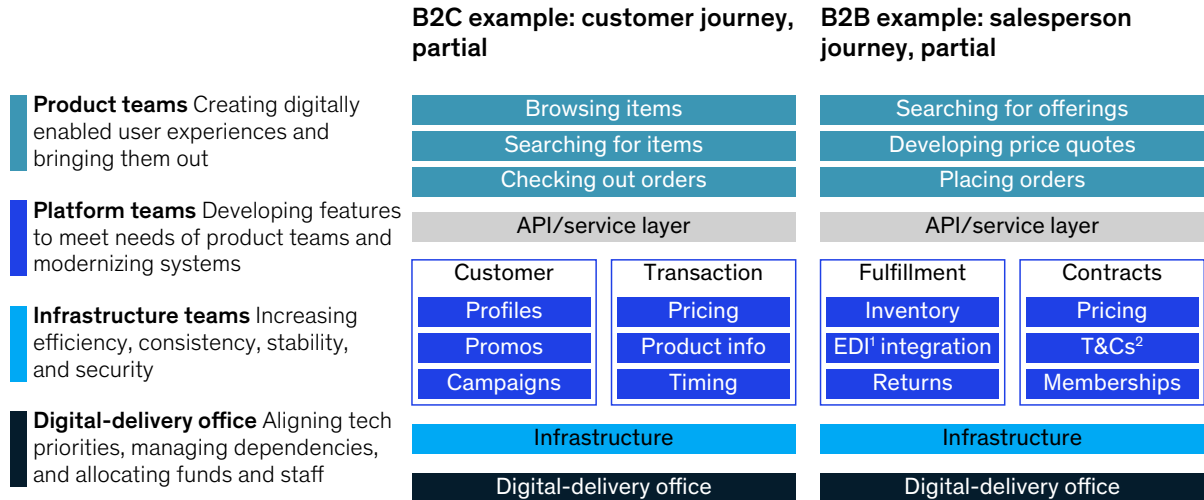 B2C example: customer journey,
partial
B2B example: salesperson
journey, partial
Product teams Creating digitally
enabled user experiences and
bringing them out
Platform teams Developing features
to meet needs of product teams and
modernizing systems
Infrastructure teams Increasing
efficiency, consistency, stability,
and security
Digital-delivery office Aligning tech
priorities, managing dependencies,
and allocating funds and staff
Browsing items
Searching for items
Checking out orders
API/service layer
Customer
Profiles
Promos
Campaigns
Transaction
Pricing
Product info
Timing
Infrastructure
Digital-delivery office
Searching for offerings
Developing price quotes
Placing orders
API/service layer
Fulfillment
Inventory
EDI¹ integration
Returns
Contracts
Pricing
T&Cs²
Memberships
Infrastructure
Digital-delivery office